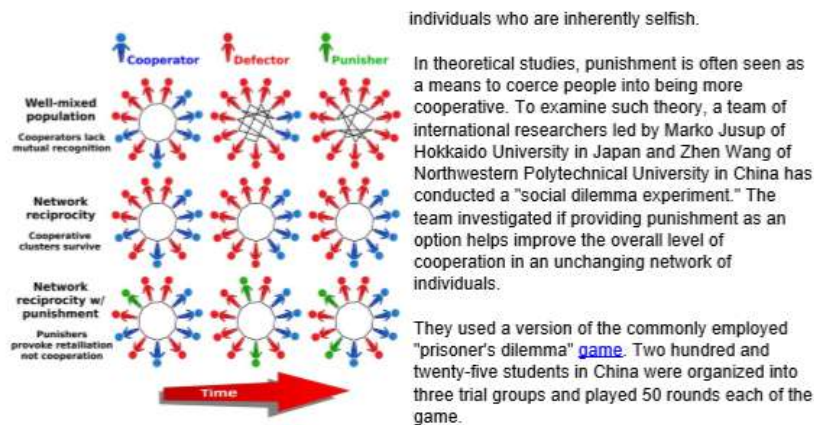 Cooperator Defector Punisher
Well-mixed
population
Cooperators lack
mutual recognition
Network
reciprocity
Cooperative
clusters survive
Network
reciprocity w/
punishment
Punishers
provoke retailliation
not cooperation
Time
individuals who are inherently selfish.
In theoretical studies, punishment is often seen as
a means to coerce people into being more
cooperative. To examine such theory, a team of
international researchers led by Marko Jusup of
Hokkaido University in Japan and Zhen Wang of
Northwestern Polytechnical University in China has
conducted a "social dilemma experiment." The
team investigated if providing punishment as an
option helps improve the overall level of
cooperation in an unchanging network of
individuals.
They used a version of the commonly employed
"prisoner's dilemma" game. Two hundred and
twenty-five students in China were organized into
three trial groups and played 50 rounds each of the
game.